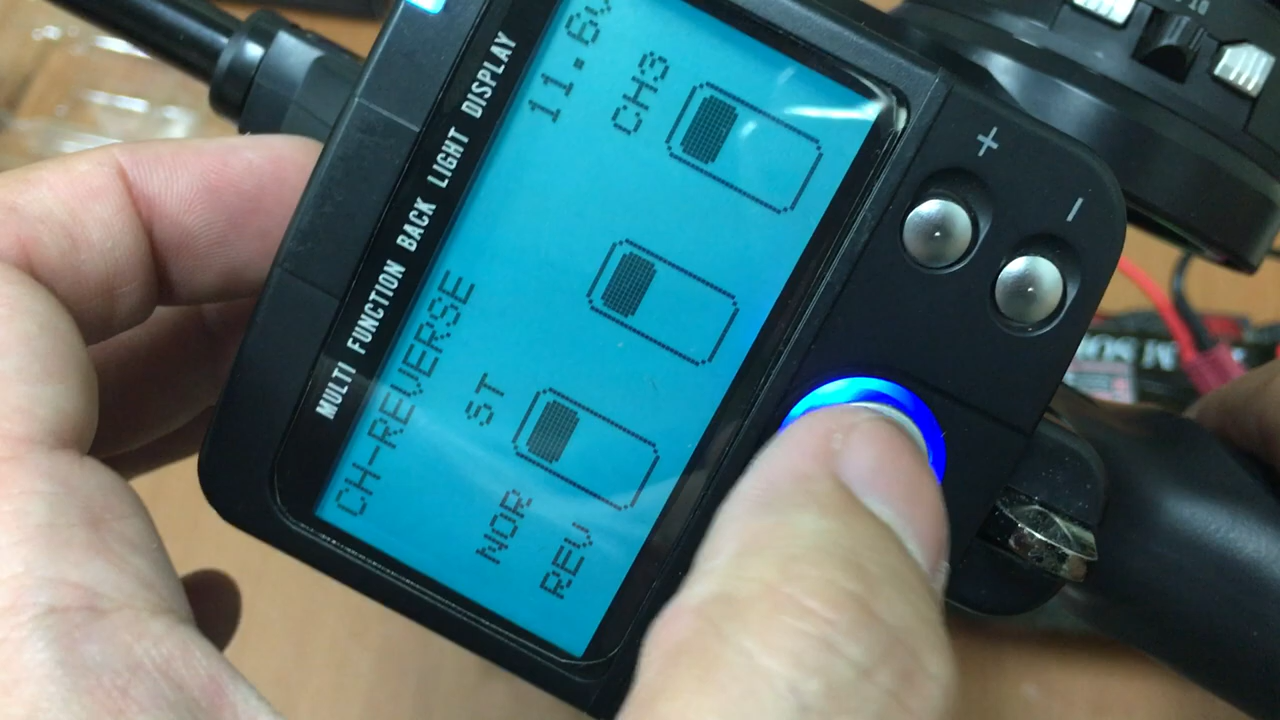 MULTI FUNCTION BACK LIGHT DISPLAY
CH-REVERSE 11.6v
ST CH3
NOR
REV
+
−